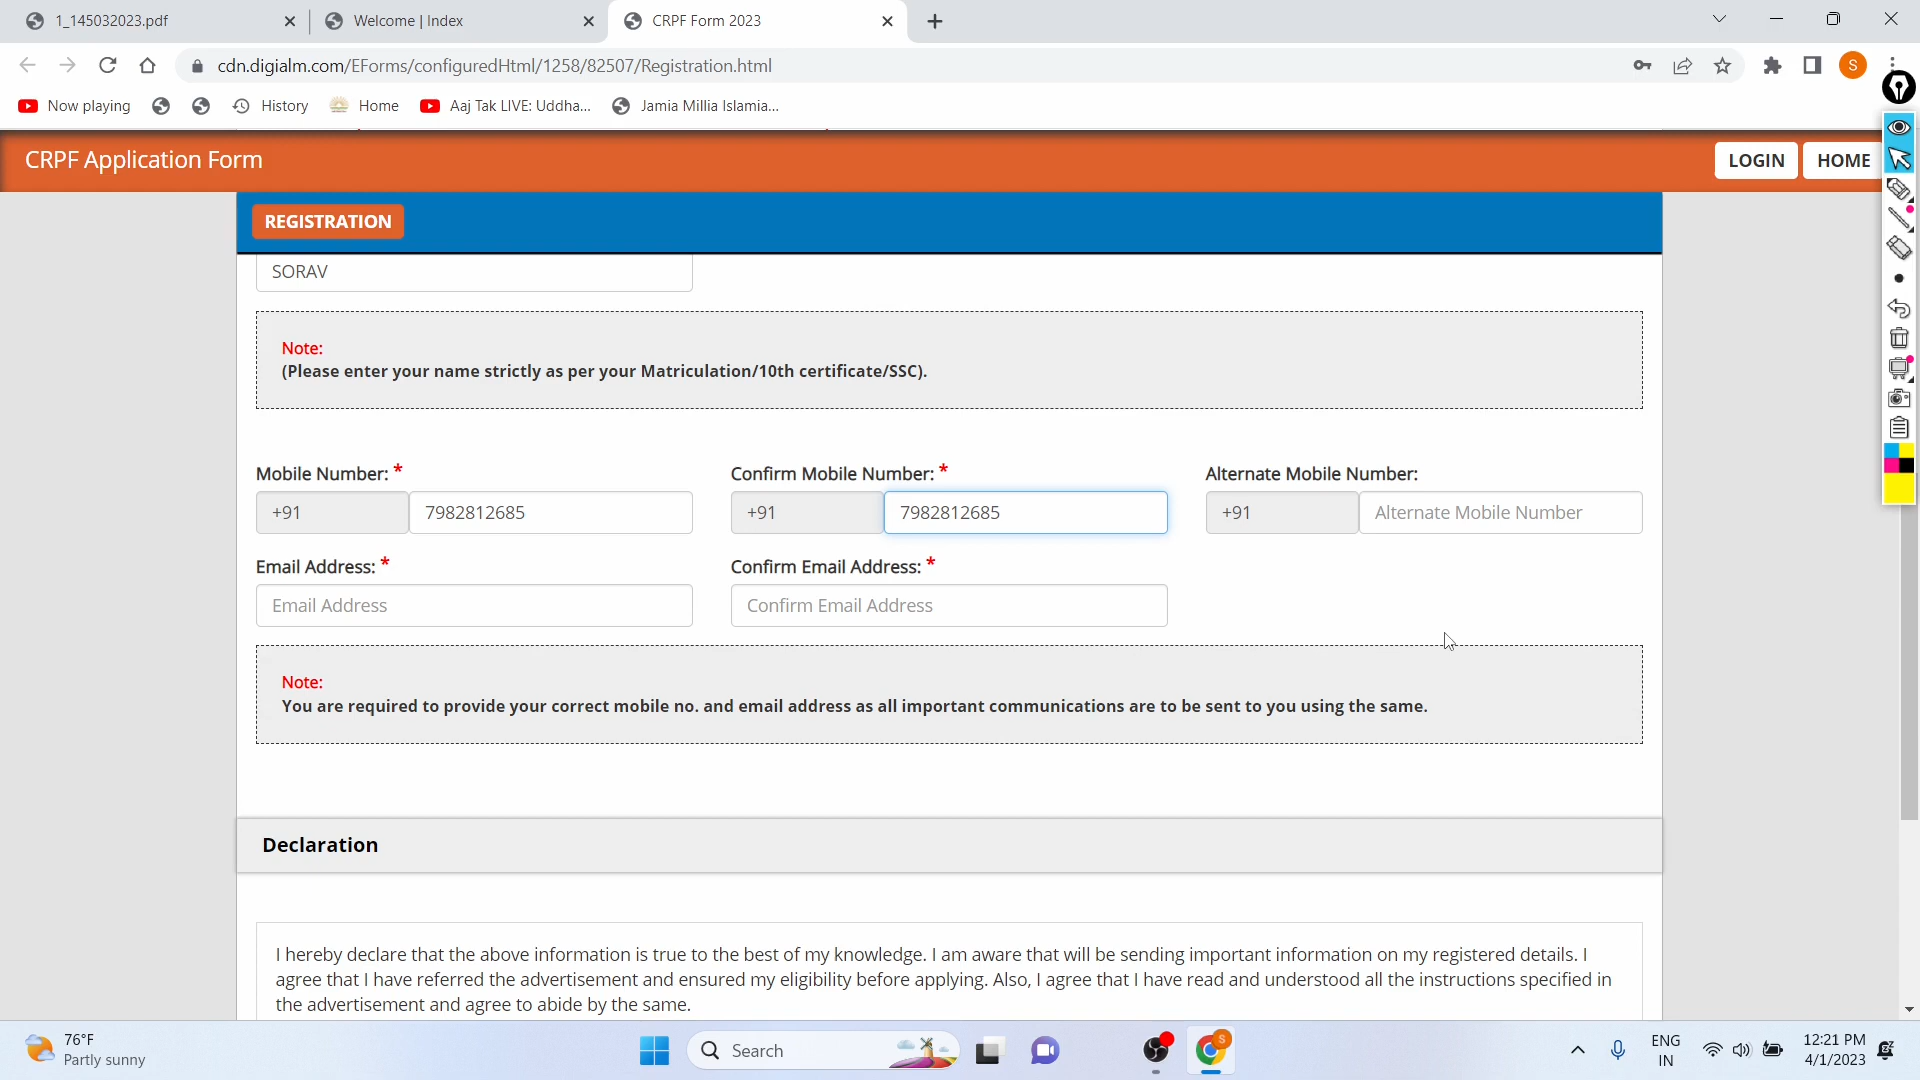 1_145032023.pdf
Welcome | Index
CRPF Form 2023
cdn.digialm.com/EForms/configuredHtml/1258/82507/Registration.html
S
Now playing
History
Home
Aaj Tak LIVE: Uddha...
Jamia Millia Islamia...
CRPF Application Form
LOGIN
HOME
REGISTRATION
SORAV
Note:
(Please enter your name strictly as per your Matriculation/10th certificate/SSC).
Mobile Number: *
Confirm Mobile Number: *
Alternate Mobile Number:
+91
7982812685
+91
7982812685
+91
Alternate Mobile Number
Email Address: *
Confirm Email Address: *
Email Address
Confirm Email Address
Note:
You are required to provide your correct mobile no. and email address as all important communications are to be sent to you using the same.
Declaration
I hereby declare that the above information is true to the best of my knowledge. I am aware that will be sending important information on my registered details. I
agree that I have referred the advertisement and ensured my eligibility before applying. Also, I agree that I have read and understood all the instructions specified in
the advertisement and agree to abide by the same.
76°F
Partly sunny
Search
S
ENG
IN
12:21 PM
4/1/2023